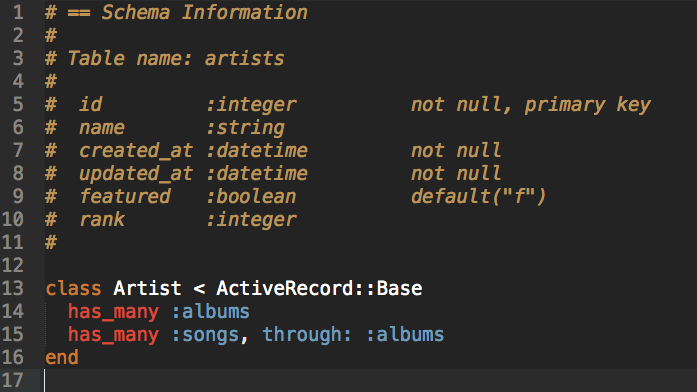 1 # == Schema Information
2 #
3 # Table name: artists
4 #
5 #  id         :integer          not null, primary key
6 #  name       :string
7 #  created_at :datetime         not null
8 #  updated_at :datetime         not null
9 #  featured   :boolean          default("f")
10 #  rank       :integer
11 #
12
13 class Artist < ActiveRecord::Base
14   has_many :albums
15   has_many :songs, through: :albums
16 end
17